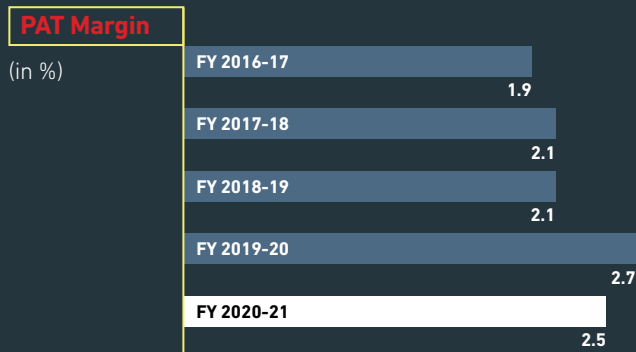 PAT Margin
(in %)
FY 2016-17
1.9
FY 2017-18
2.1
FY 2018-19
2.1
FY 2019-20
2.7
FY 2020-21
2.5